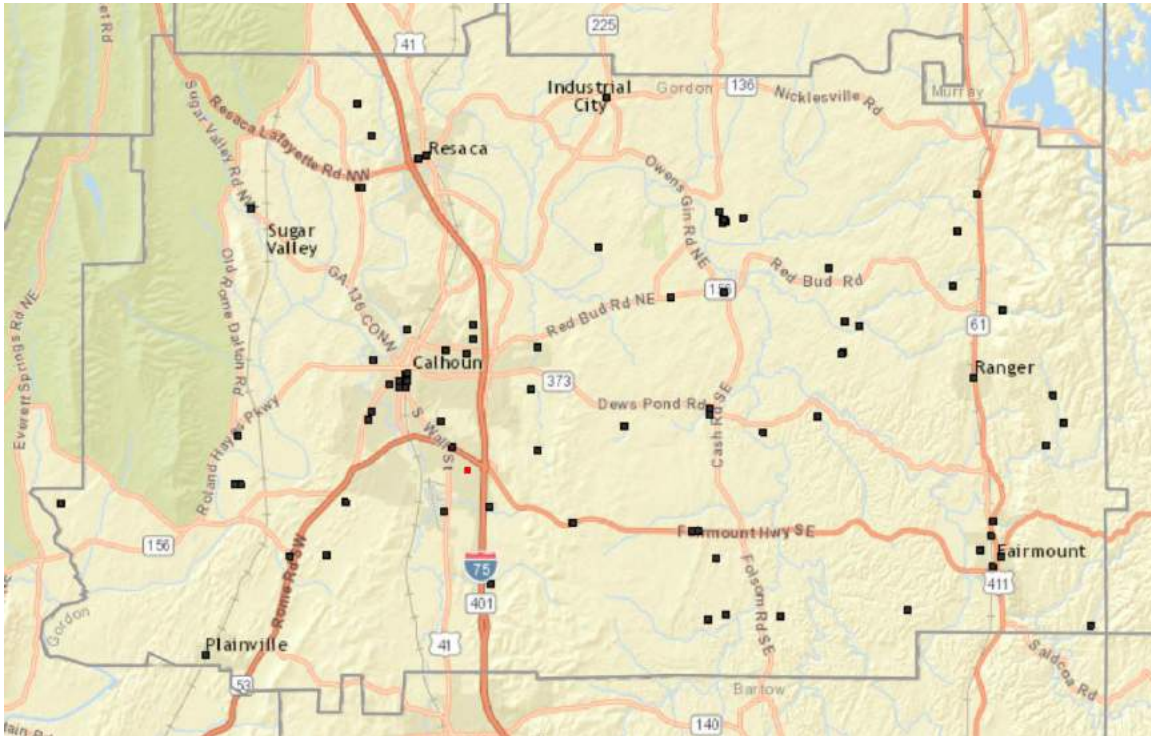 et Rd
225
41
Industrial
City
Gordon
136
Nicklesville Rd
Murray
Sugar Valley Rd NW
Resaca Lafayette Rd NW
Resaca
Owens Gin Rd NE
Sugar
Valley
Old Rome Dalton Rd
GA 136 CONN
Everett Springs Rd NE
Red Bud Rd
156
Red Bud Rd NE
61
Calhoun
373
Ranger
Dews Pond Rd
Roland Hayes Pkwy
S Wall St
Cash Rd SE
156
Rome Rd SW
Fairmount Hwy SE
Fairmount
75
411
401
Folsom Rd SE
Gordon
Plainville
41
Saldcoa Rd
53
Bartow
140